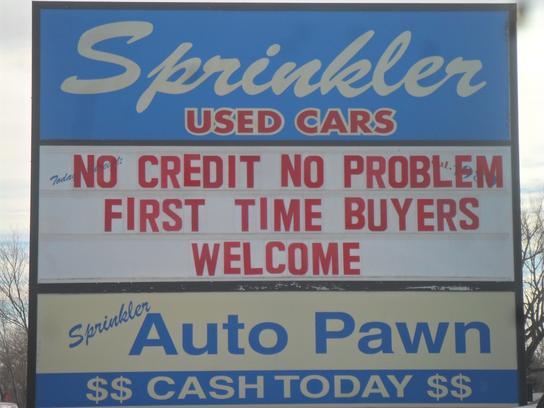 Sprinkler
USED CARS
NO CREDIT NO PROBLEM
FIRST TIME BUYERS
WELCOME
Sprinkler
Auto Pawn
$$ CASH TODAY $$